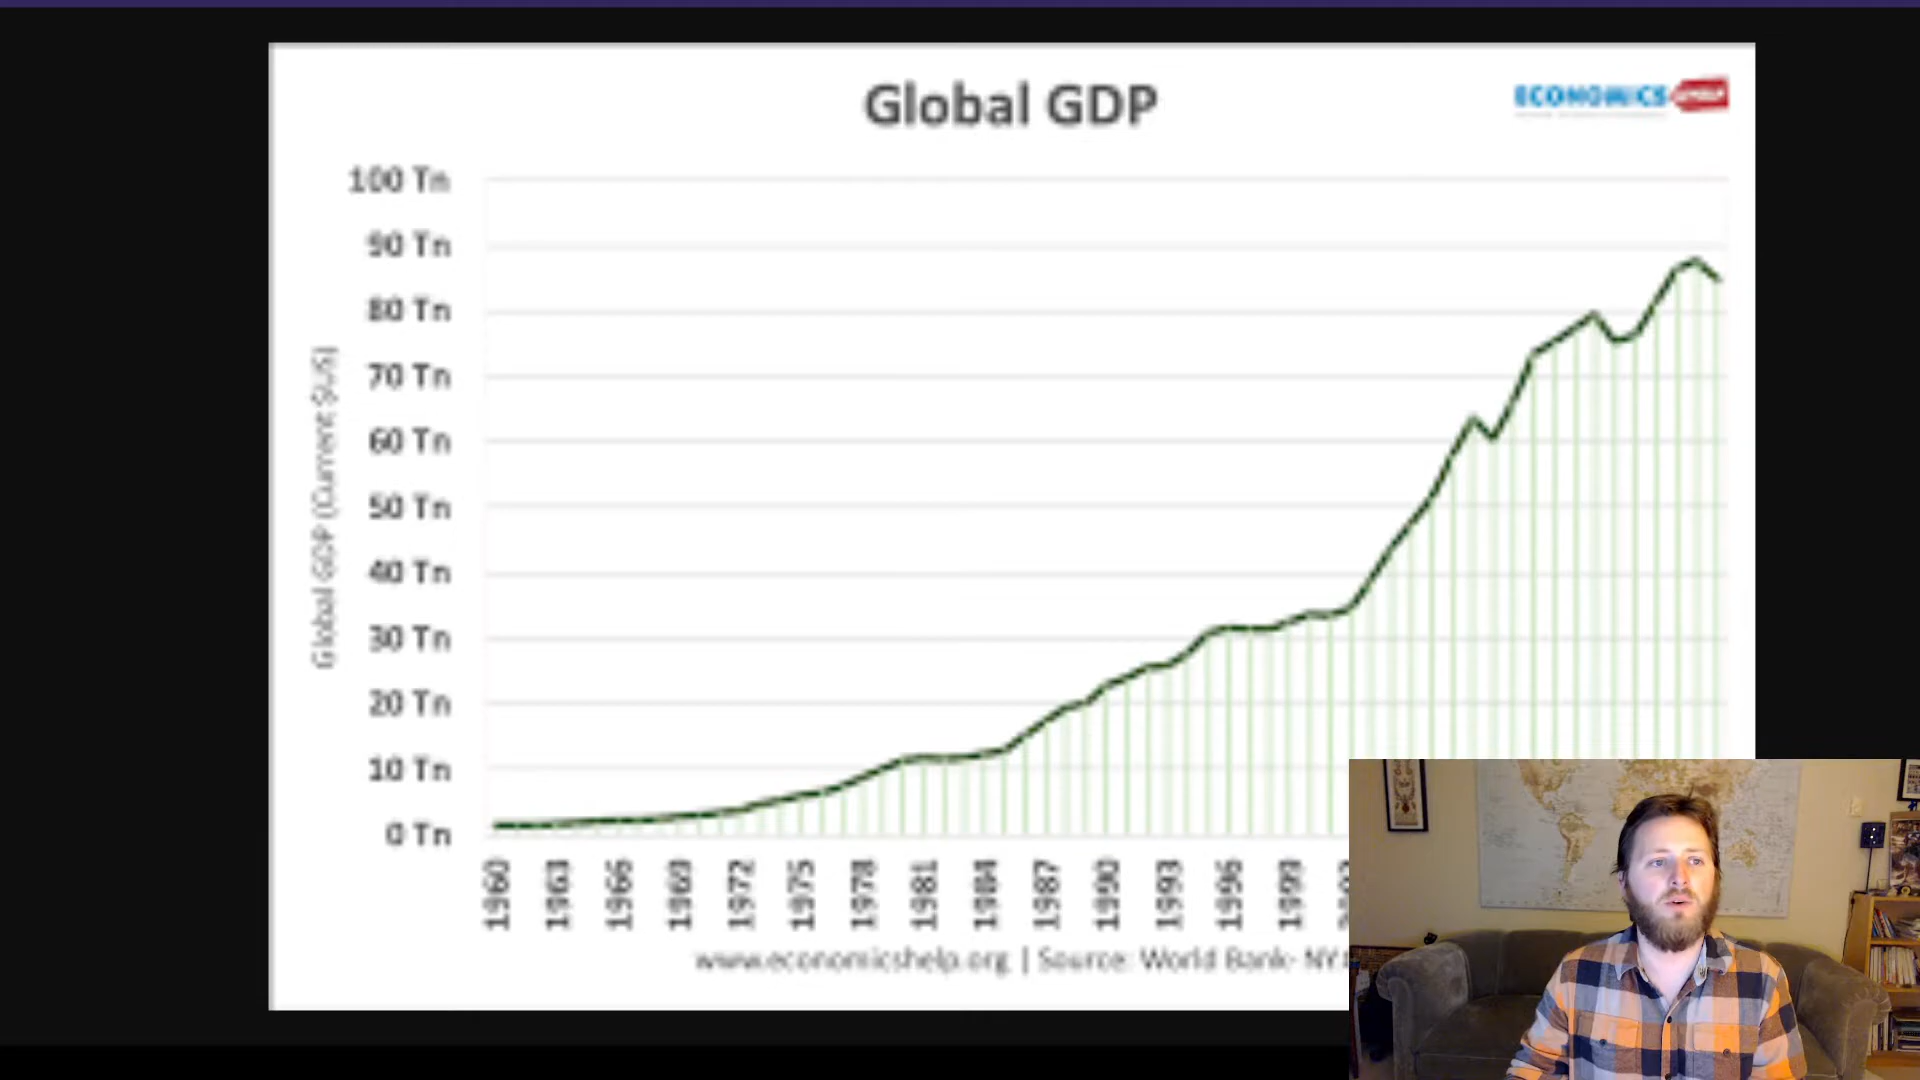 Global GDP
ECONOMICS HELP
100 Tn
90 Tn
80 Tn
70 Tn
60 Tn
50 Tn
40 Tn
30 Tn
20 Tn
10 Tn
0 Tn
Global GDP (Current $US)
1960
1963
1966
1969
1972
1975
1978
1981
1984
1987
1990
1993
1996
1999
www.economicshelp.org | Source: World Bank- NY.